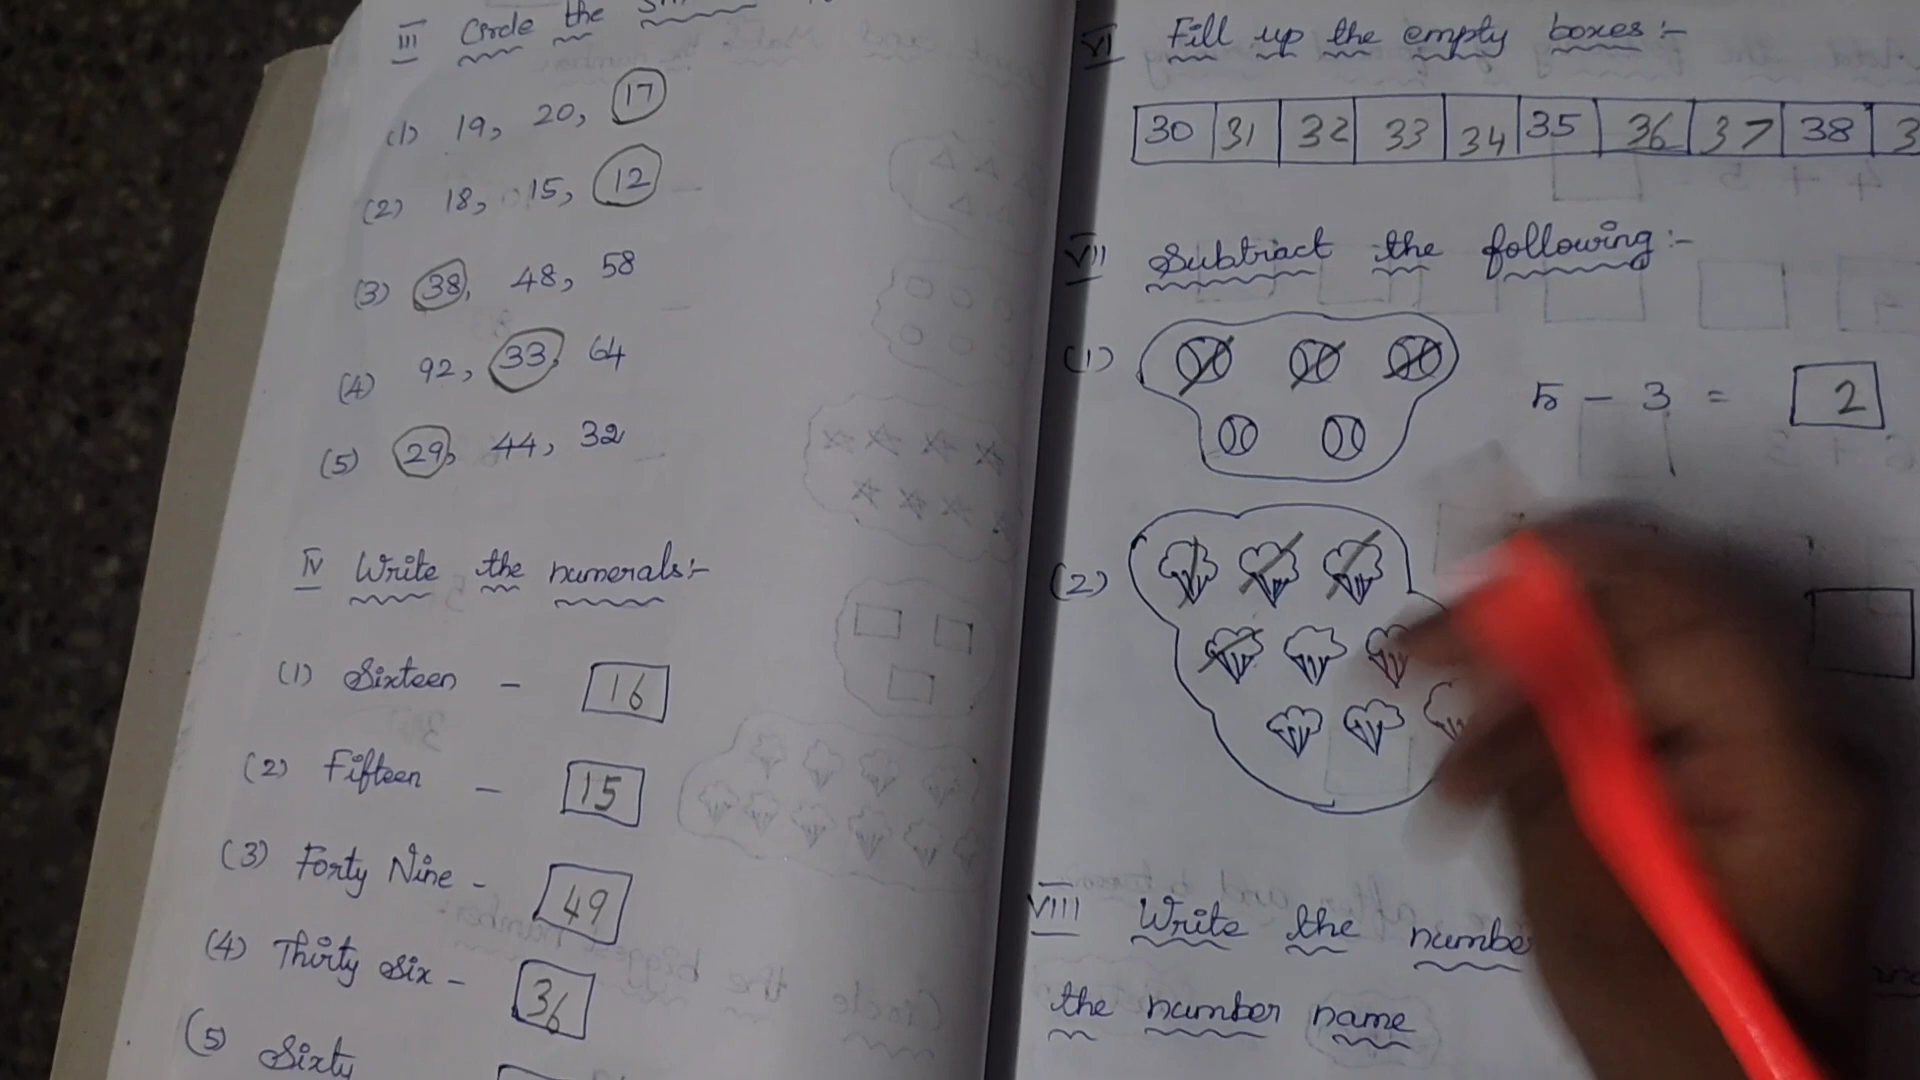 III Circle the
(1) 19, 20, 17
(2) 18, 15, 12
(3) 38, 48, 58
(4) 92, 33, 64
(5) 29, 44, 32
IV Write the numerals:-
(1) Sixteen - 16
(2) Fifteen - 15
(3) Forty Nine - 49
(4) Thirty Six - 36
(5) Sixty
VI Fill up the empty boxes:-
30 31 32 33 34 35 36 37 38 3
VII Subtract the following:-
(1) 5 - 3 = 2
(2)
VIII Write the numbe
the number name